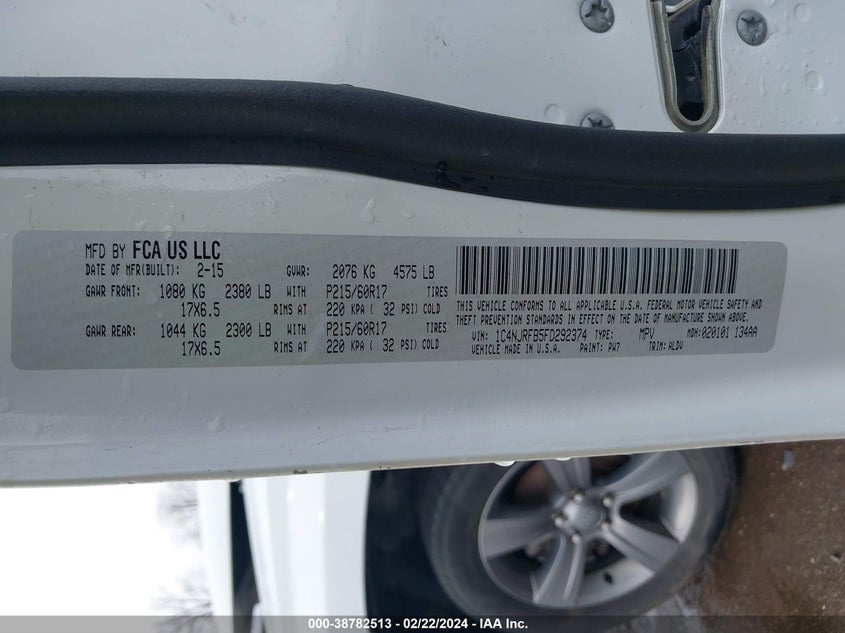 MFD BY FCA US LLC
DATE OF MFR(BUILT): 2-15 GVWR: 2076 KG 4575 LB
GAWR FRONT: 1080 KG 2380 LB WITH P215/60R17 TIRES
17X6.5 RIMS AT 220 KPA ( 32 PSI) COLD
GAWR REAR: 1044 KG 2300 LB WITH P215/60R17 TIRES
17X6.5 RIMS AT 220 KPA ( 32 PSI) COLD
THIS VEHICLE CONFORMS TO ALL APPLICABLE U.S.A. FEDERAL MOTOR VEHICLE SAFETY AND
THEFT PREVENTION STANDARDS IN EFFECT ON THE DATE OF MANUFACTURE SHOWN ABOVE.
VIN: 1C4NJRFB5FD292374 TYPE: MPV MDH: 020101 134AA
VEHICLE MADE IN U.S.A. PAINT: PW7 TRIM: ALDV
000-38782513 - 02/22/2024 - IAA Inc.